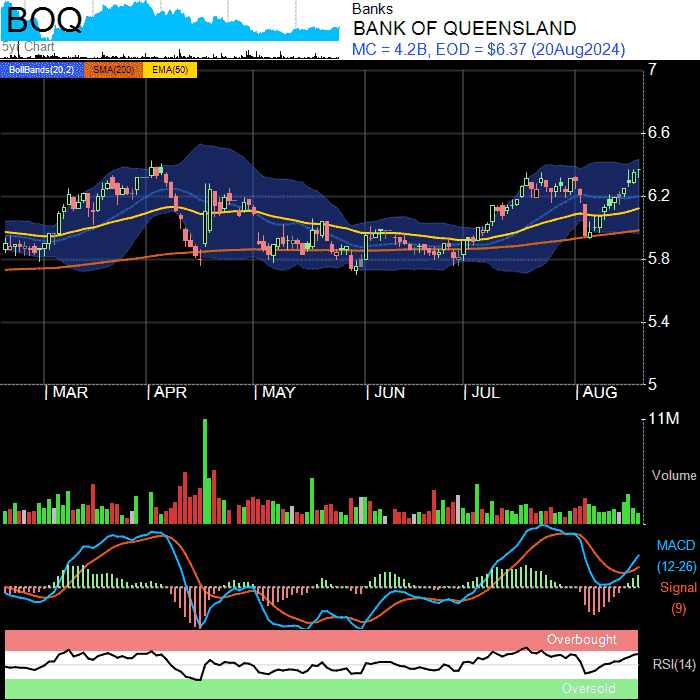 BOQ
5yr Chart
Banks
BANK OF QUEENSLAND
MC = 4.2B, EOD = $6.37 (20Aug2024)
BollBands(20,2) SMA(200) EMA(50)
7
6.6
6.2
5.8
5.4
5
| MAR | APR | MAY | JUN | JUL | AUG
11M
Volume
MACD
(12-26)
Signal
(9)
Overbought
RSI(14)
Oversold